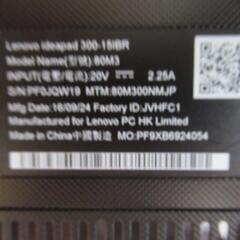 Lenovo ideapad 300-15IBR
Model Name(型號):80M3
INPUT(電壓/電流):20V ⎓ 2.25A
S/N:PF0JQW19 MTM:80M300NMJP
Mfg Date:16/09/24 Factory ID:JVHFC1
Manufactured for Lenovo PC HK Limited
Made in China中國製造 MO:PF9XB6924054